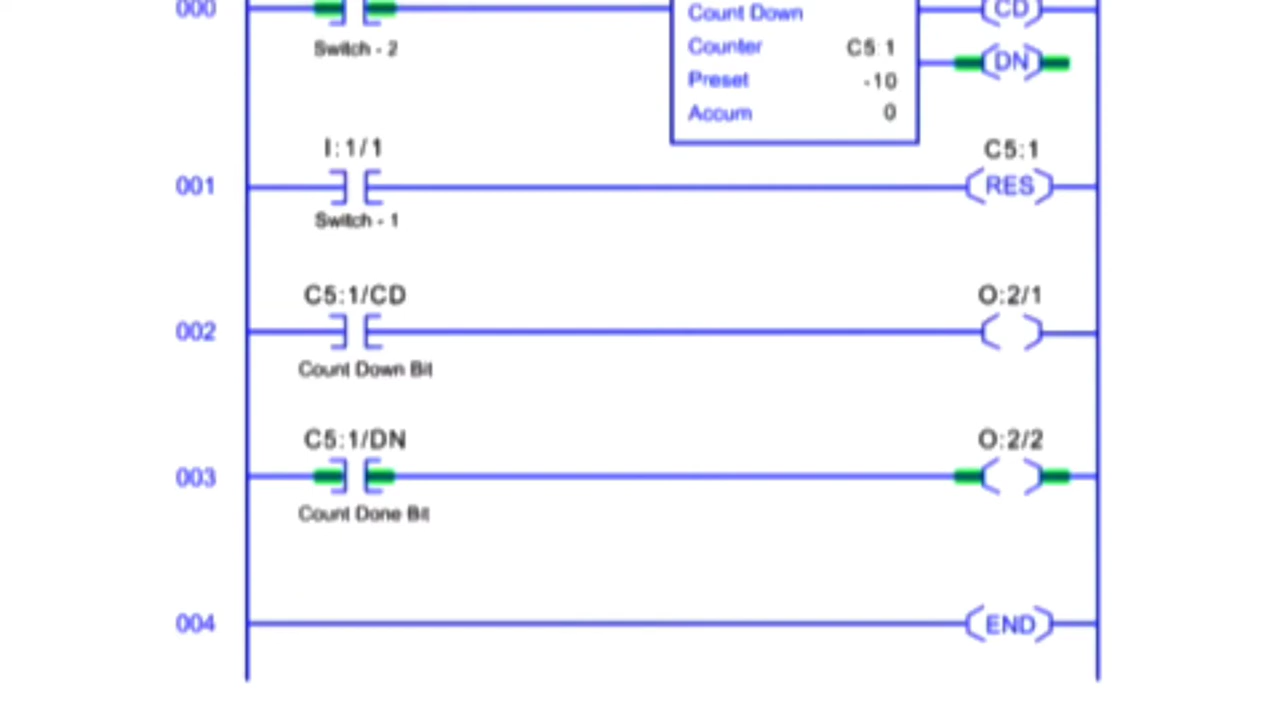 000
Switch - 2
Count Down
CD
Counter C5:1
DN
Preset -10
Accum 0
I:1/1
C5:1
001
RES
Switch - 1
C5:1/CD
O:2/1
002
Count Down Bit
C5:1/DN
O:2/2
003
Count Done Bit
004
END